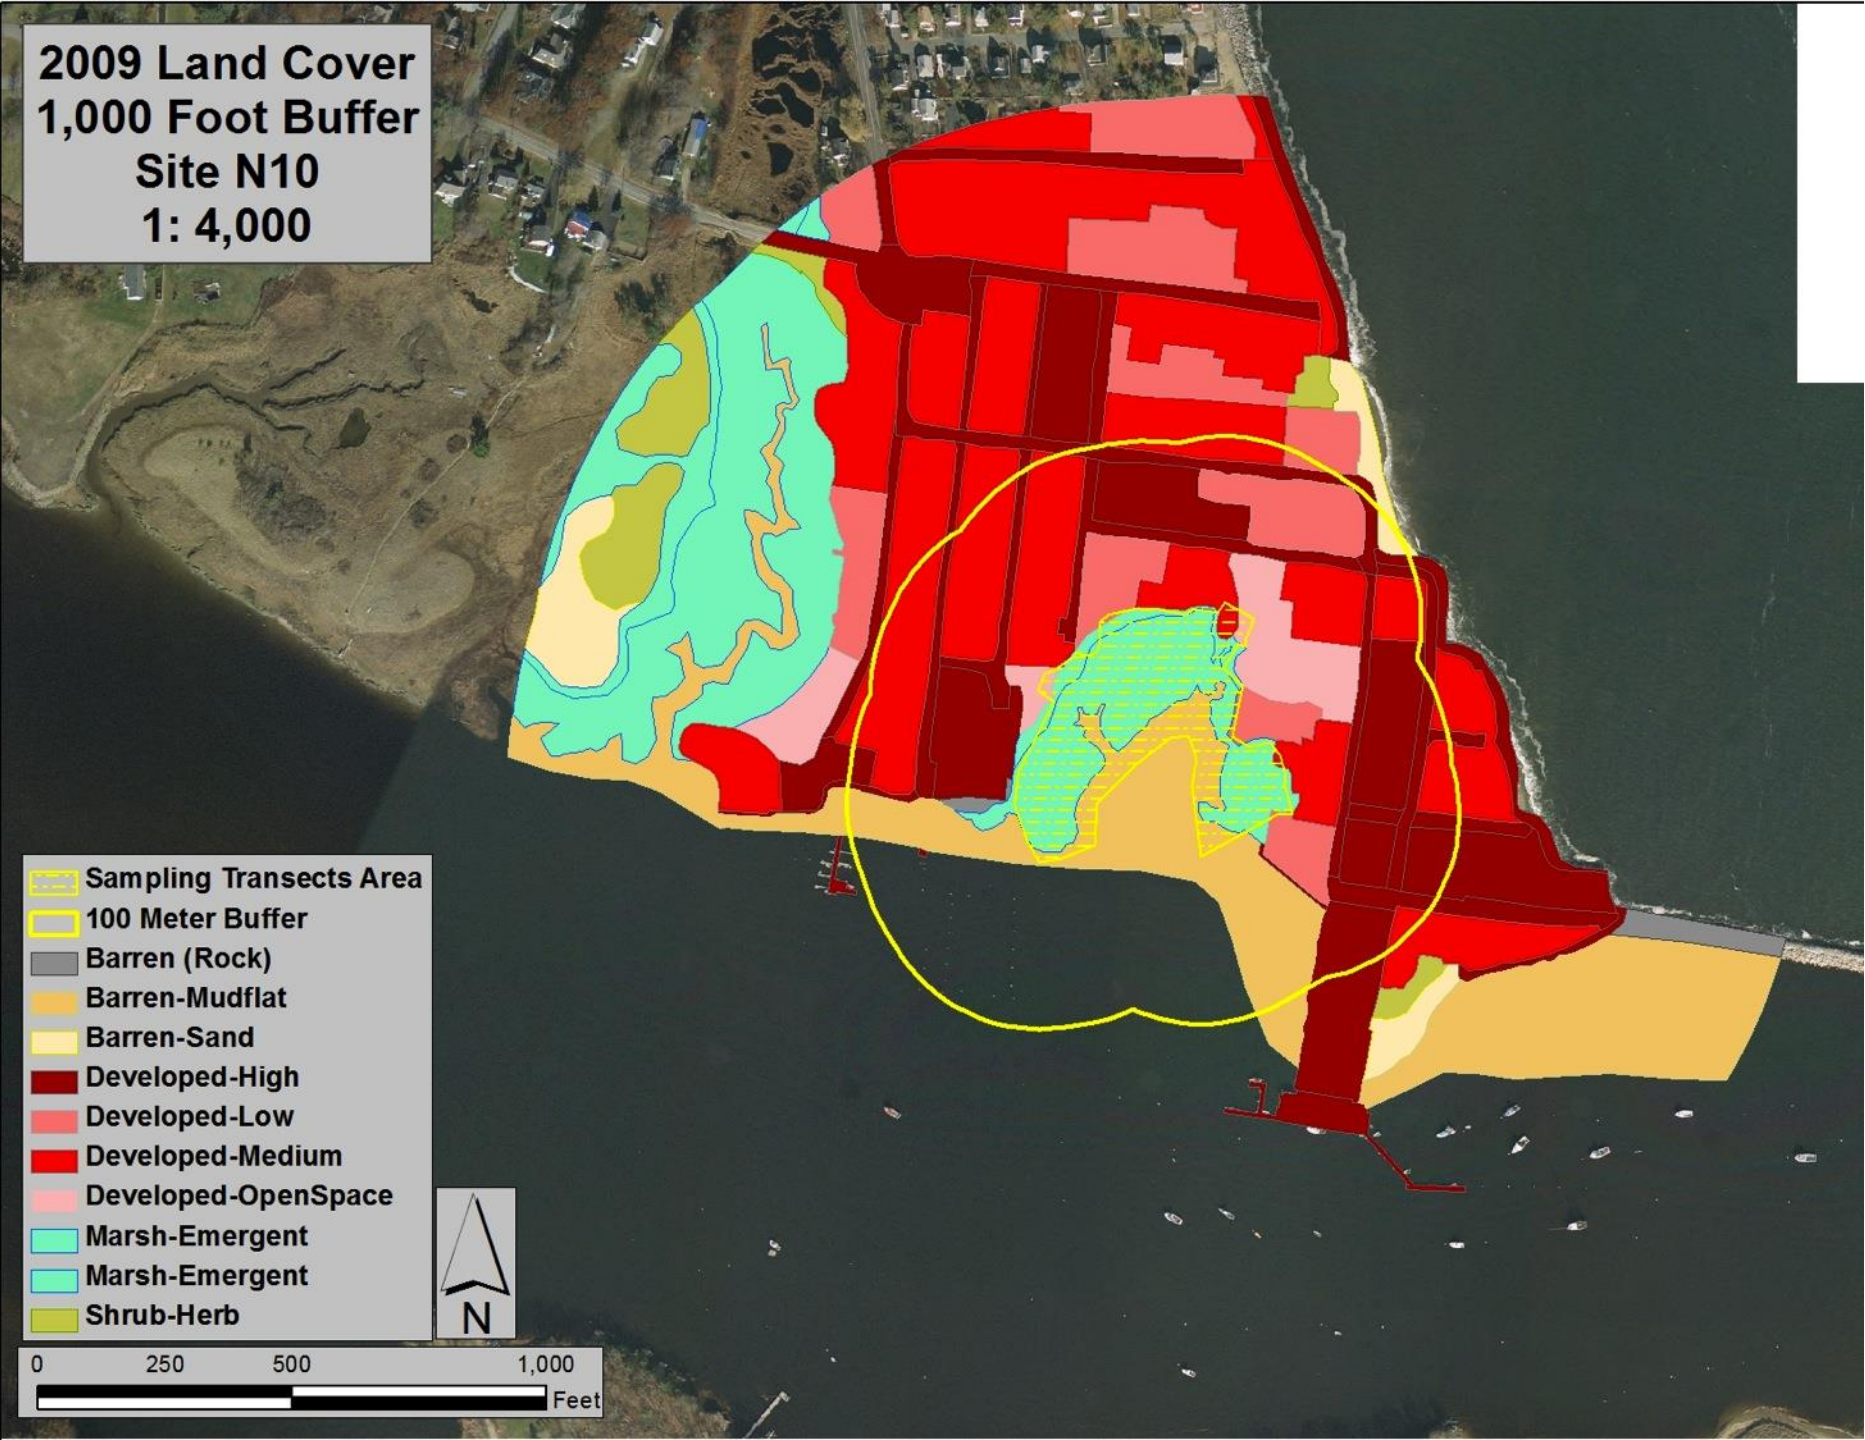 2009 Land Cover
1,000 Foot Buffer
Site N10
1: 4,000
Sampling Transects Area
100 Meter Buffer
Barren (Rock)
Barren-Mudflat
Barren-Sand
Developed-High
Developed-Low
Developed-Medium
Developed-OpenSpace
Marsh-Emergent
Marsh-Emergent
Shrub-Herb
N
0 250 500 1,000
Feet